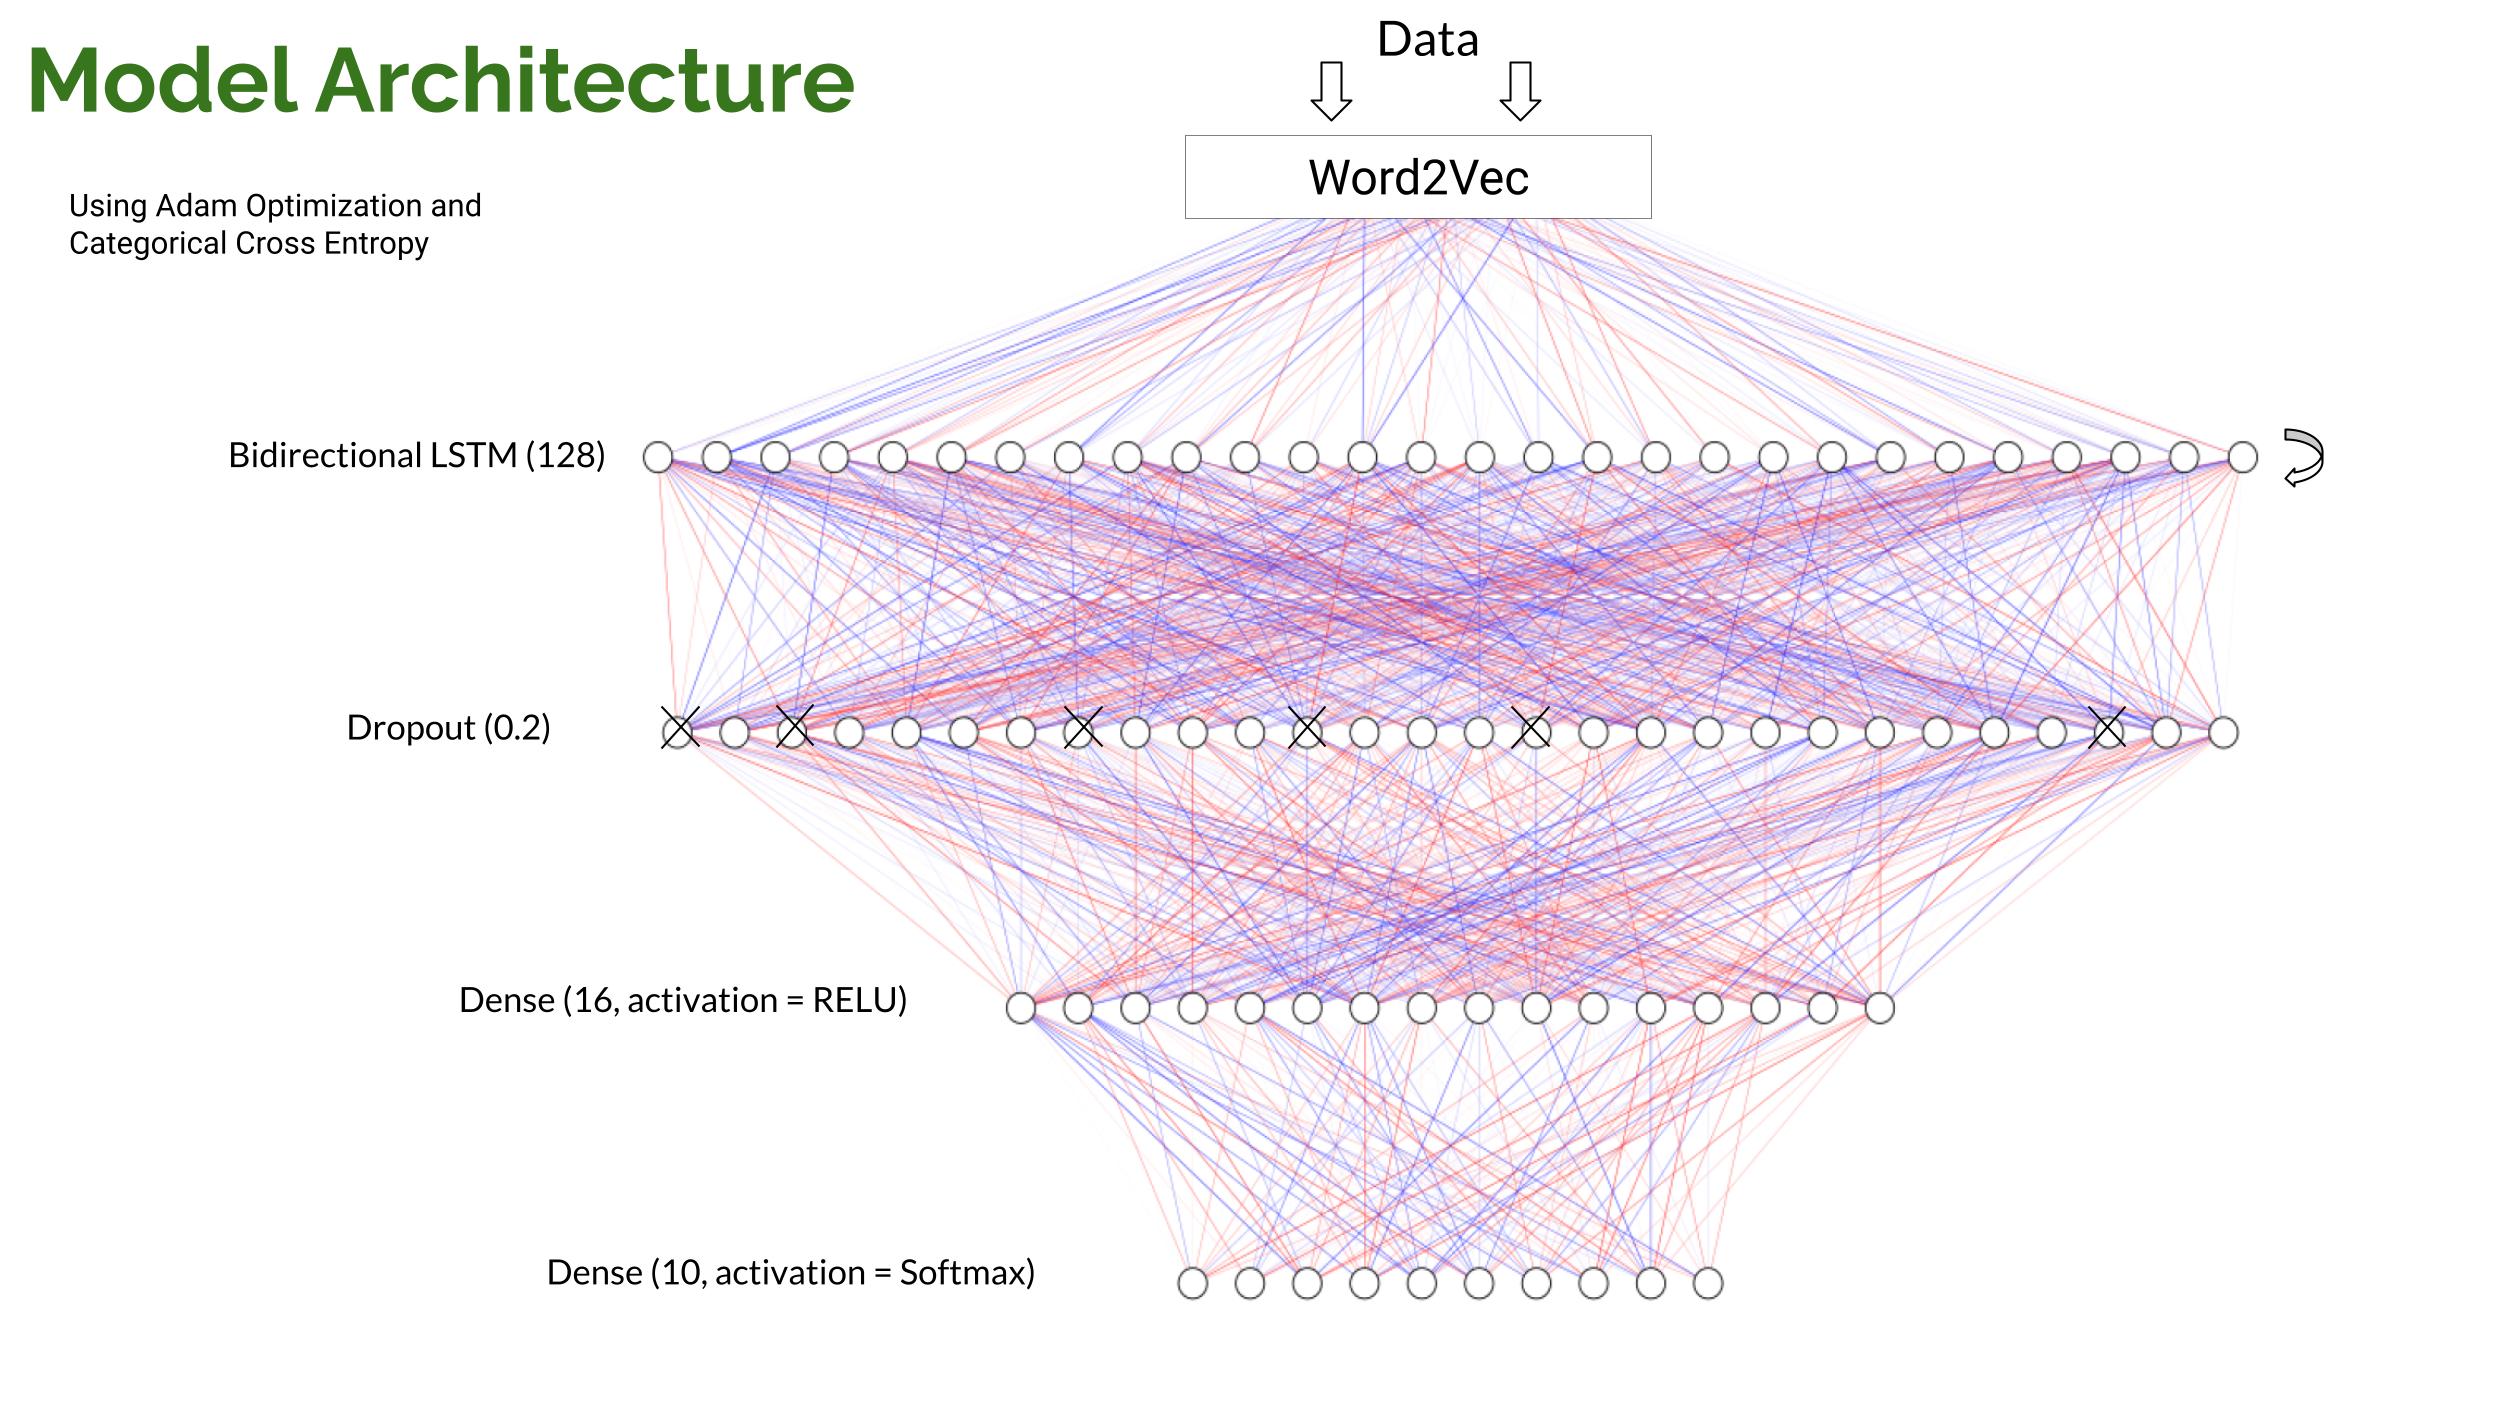 Model Architecture
Data
Word2Vec
Using Adam Optimization and
Categorical Cross Entropy
Bidirectional LSTM (128)
Dropout (0.2)
Dense (16, activation = RELU)
Dense (10, activation = Softmax)